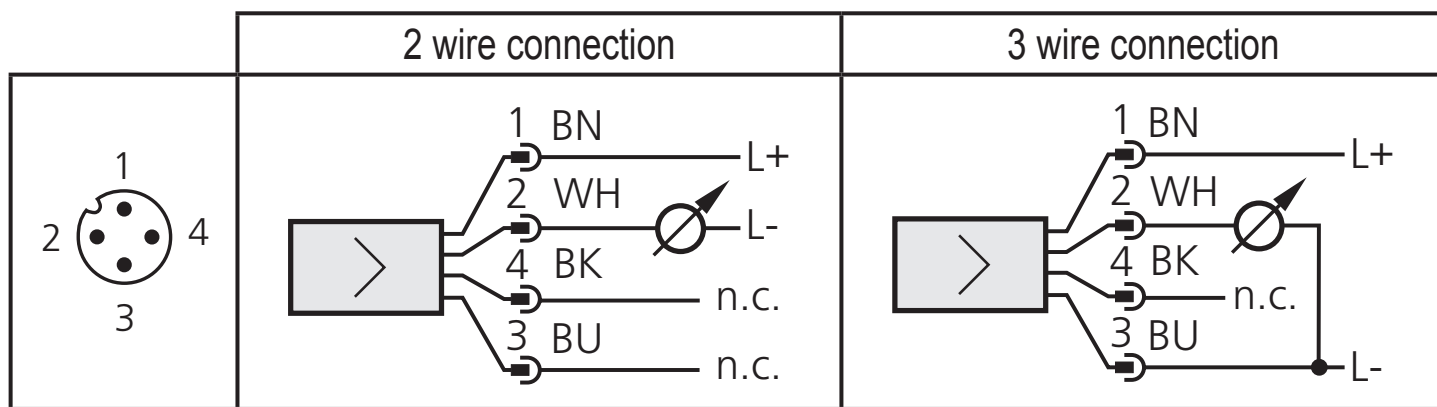 2 wire connection
3 wire connection
1
2
4
3
1 BN
L+
2 WH
L-
4 BK
n.c.
3 BU
n.c.
1 BN
L+
2 WH
4 BK
n.c.
3 BU
L-